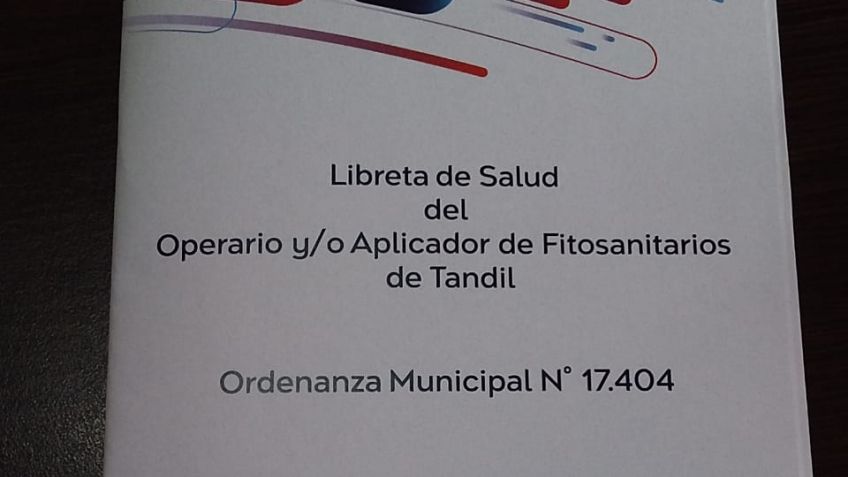 Libreta de Salud
del
Operario y/o Aplicador de Fitosanitarios
de Tandil
Ordenanza Municipal N° 17.404